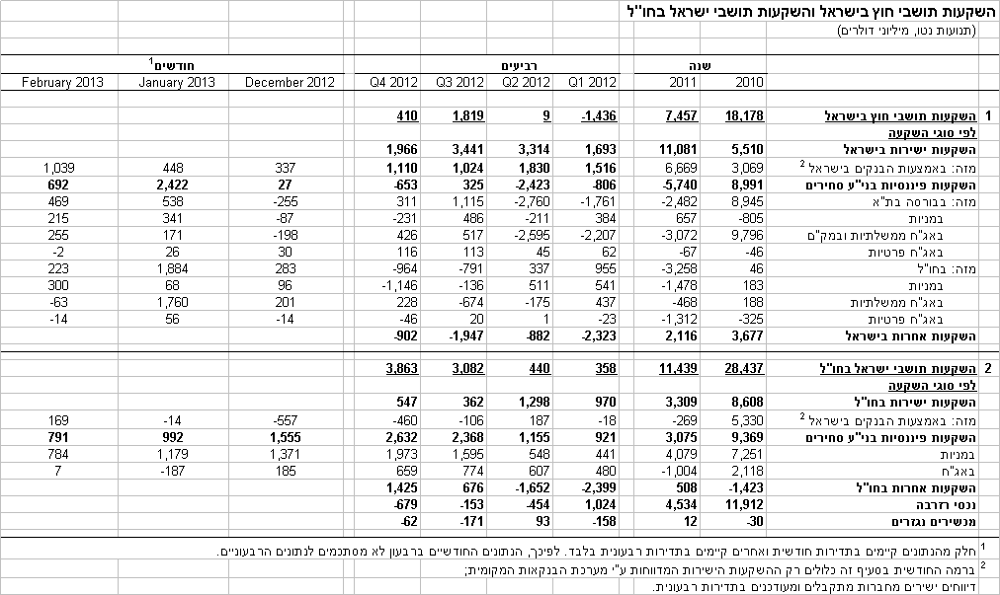 השקעות תושבי חוץ בישראל והשקעות תושבי ישראל בחו"ל
(תנועות נטו, מיליוני דולרים)
שנה רביעים חודשים1
2010 2011 Q1 2012 Q2 2012 Q3 2012 Q4 2012 December 2012 January 2013 February 2013
1 השקעות תושבי חוץ בישראל 18,178 7,457 -1,436 9 1,819 410
לפי סוגי השקעה
השקעות ישירות בישראל 5,510 11,081 1,693 3,314 3,441 1,966
מזה: באמצעות הבנקים בישראל 2 3,069 6,669 1,516 1,830 1,024 1,110 337 448 1,039
השקעות פיננסיות בני"ע סחירים 8,991 -5,740 -806 -2,423 325 -653 27 2,422 692
מזה: בבורסה בת"א 8,945 -2,482 -1,761 -2,760 1,115 311 -255 538 469
במניות -805 657 384 -211 486 -231 -87 341 215
באג"ח ממשלתיות ובמק"ם 9,796 -3,072 -2,207 -2,595 517 426 -198 171 255
באג"ח פרטיות -46 -67 62 45 113 116 30 26 -2
מזה: בחו"ל 46 -3,258 955 337 -791 -964 283 1,884 223
במניות 183 -1,478 541 511 -136 -1,146 96 68 300
באג"ח ממשלתיות 188 -468 437 -175 -674 228 201 1,760 -63
באג"ח פרטיות -325 -1,312 -23 1 20 -46 -14 56 -14
השקעות אחרות בישראל 3,677 2,116 -2,323 -882 -1,947 -902
2 השקעות תושבי ישראל בחו"ל 28,437 11,439 358 440 3,082 3,863
לפי סוגי השקעה
השקעות ישירות בחו"ל 8,608 3,309 970 1,298 362 547
מזה: באמצעות הבנקים בישראל 2 5,330 -269 -18 187 -106 -460 -557 -14 169
השקעות פיננסיות בני"ע סחירים 9,369 3,075 921 1,155 2,368 2,632 1,555 992 791
במניות 7,251 4,079 441 548 1,595 1,973 1,371 1,179 784
באג"ח 2,118 -1,004 480 607 774 659 185 -187 7
השקעות אחרות בחו"ל -1,423 508 -2,399 -1,652 676 1,425
נכסי רזרבה 11,912 4,534 1,024 -454 -153 -679
מכשירים נגזרים -30 12 -158 93 -171 -62
1 חלק מהנתונים קיימים בתדירות חודשית ואחרים קיימים בתדירות רבעונית בלבד. לפיכך, הנתונים החודשיים ברבעון לא מסתכמים לנתונים הרבעוניים.
2 ברמה החודשית בסעיף זה כלולים רק ההשקעות הישירות המדווחות ע"י מערכת הבנקאות המקומית;
דיווחים ישירים מחברות מתקבלים ומעודכנים בתדירות רבעונית.